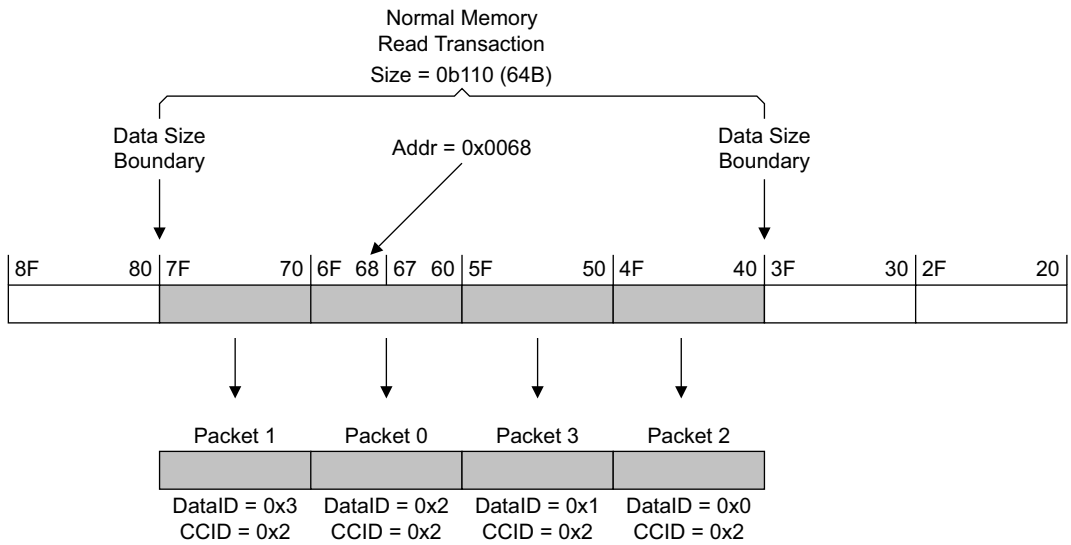 Normal Memory
Read Transaction
Size = 0b110 (64B)
Data Size
Boundary
Addr = 0x0068
Data Size
Boundary
8F 80 7F 70 6F 68 67 60 5F 50 4F 40 3F 30 2F 20
Packet 1 Packet 0 Packet 3 Packet 2
DataID = 0x3 DataID = 0x2 DataID = 0x1 DataID = 0x0
CCID = 0x2 CCID = 0x2 CCID = 0x2 CCID = 0x2